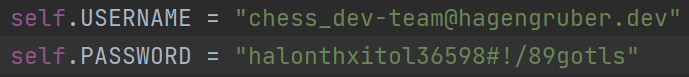 self.USERNAME = "chess_dev-team@hagengruber.dev"
self.PASSWORD = "halonthxitol36598#!/89gotls"